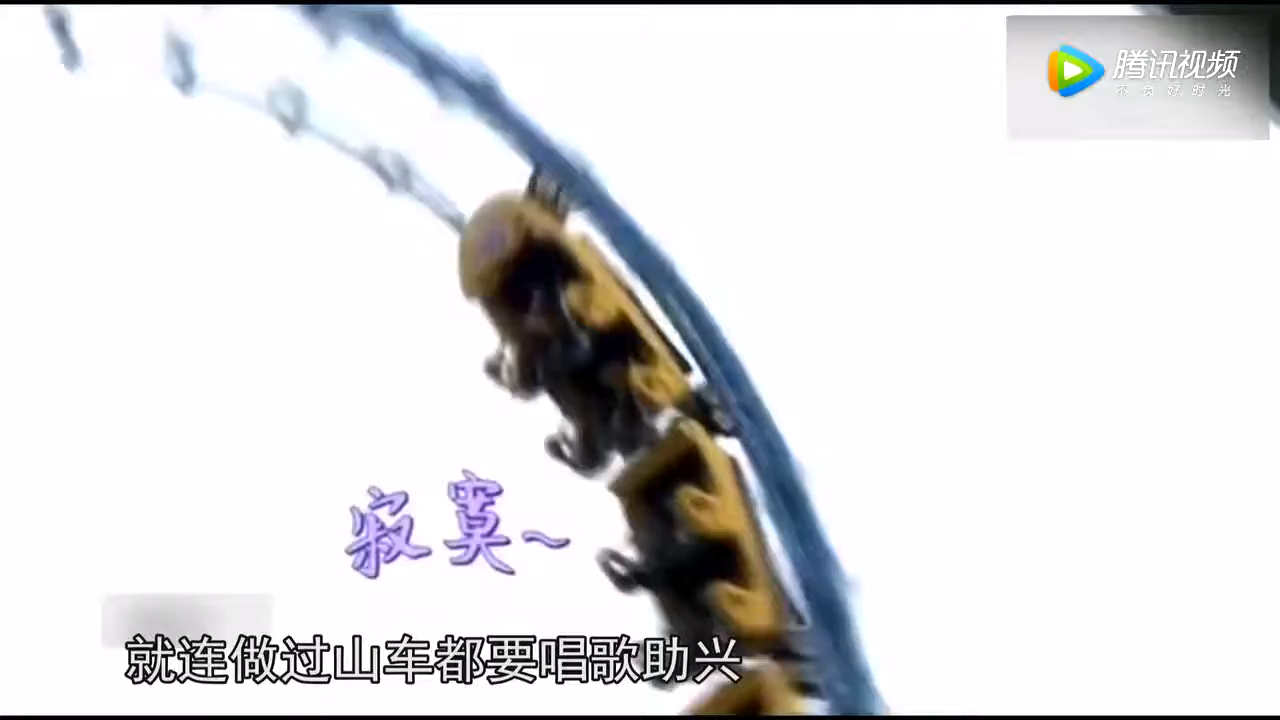 腾讯视频
不负好时光
寂寞~
就连做过山车都要唱歌助兴